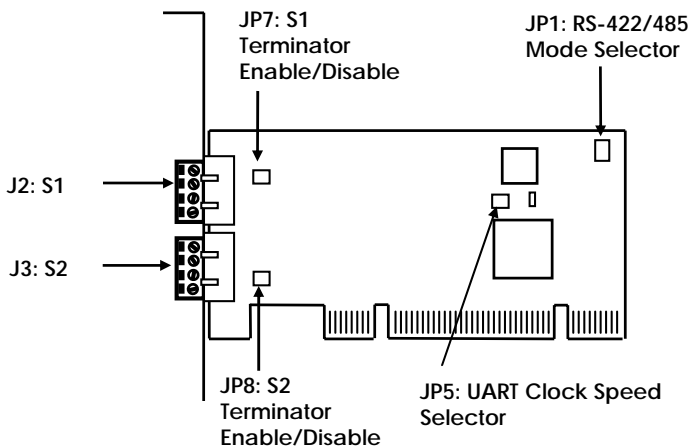 JP7: S1
Terminator
Enable/Disable
JP1: RS-422/485
Mode Selector
J2: S1
J3: S2
JP8: S2
Terminator
Enable/Disable
JP5: UART Clock Speed
Selector